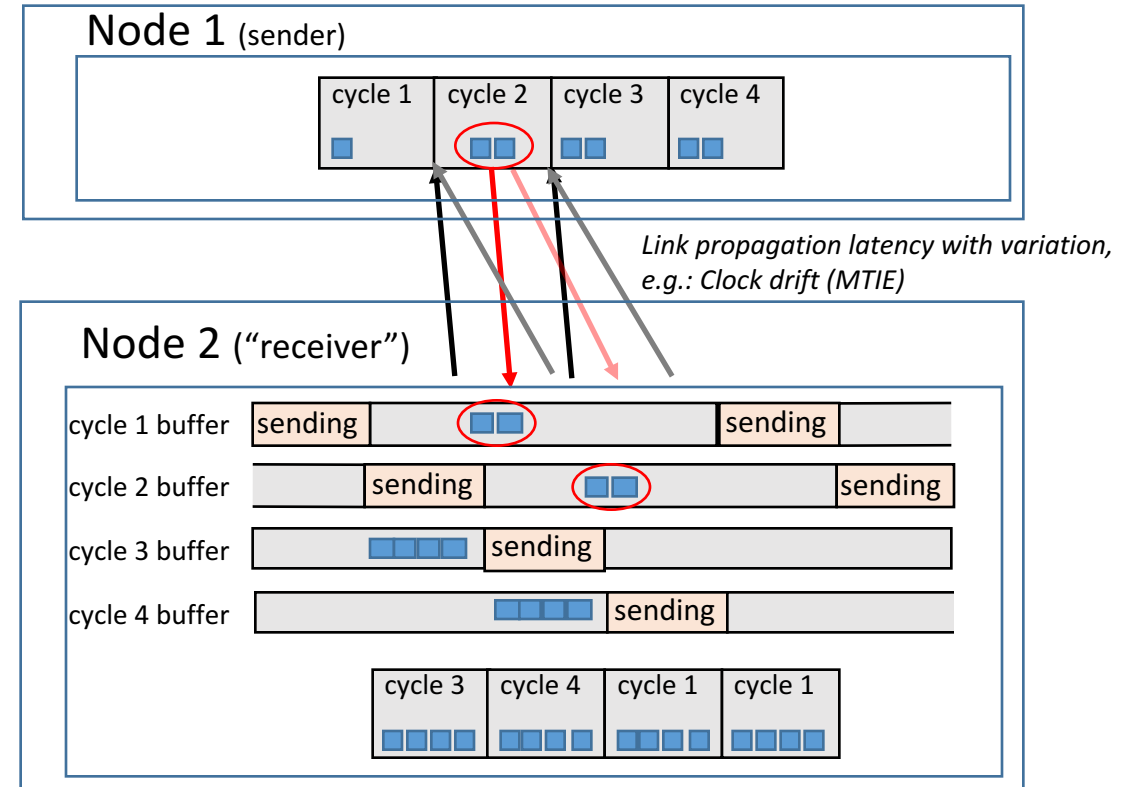 Node 1 (sender)
cycle 1 cycle 2 cycle 3 cycle 4
Link propagation latency with variation,
e.g.: Clock drift (MTIE)
Node 2 (“receiver”)
cycle 1 buffer sending sending
cycle 2 buffer sending sending
cycle 3 buffer sending
cycle 4 buffer sending
cycle 3 cycle 4 cycle 1 cycle 1